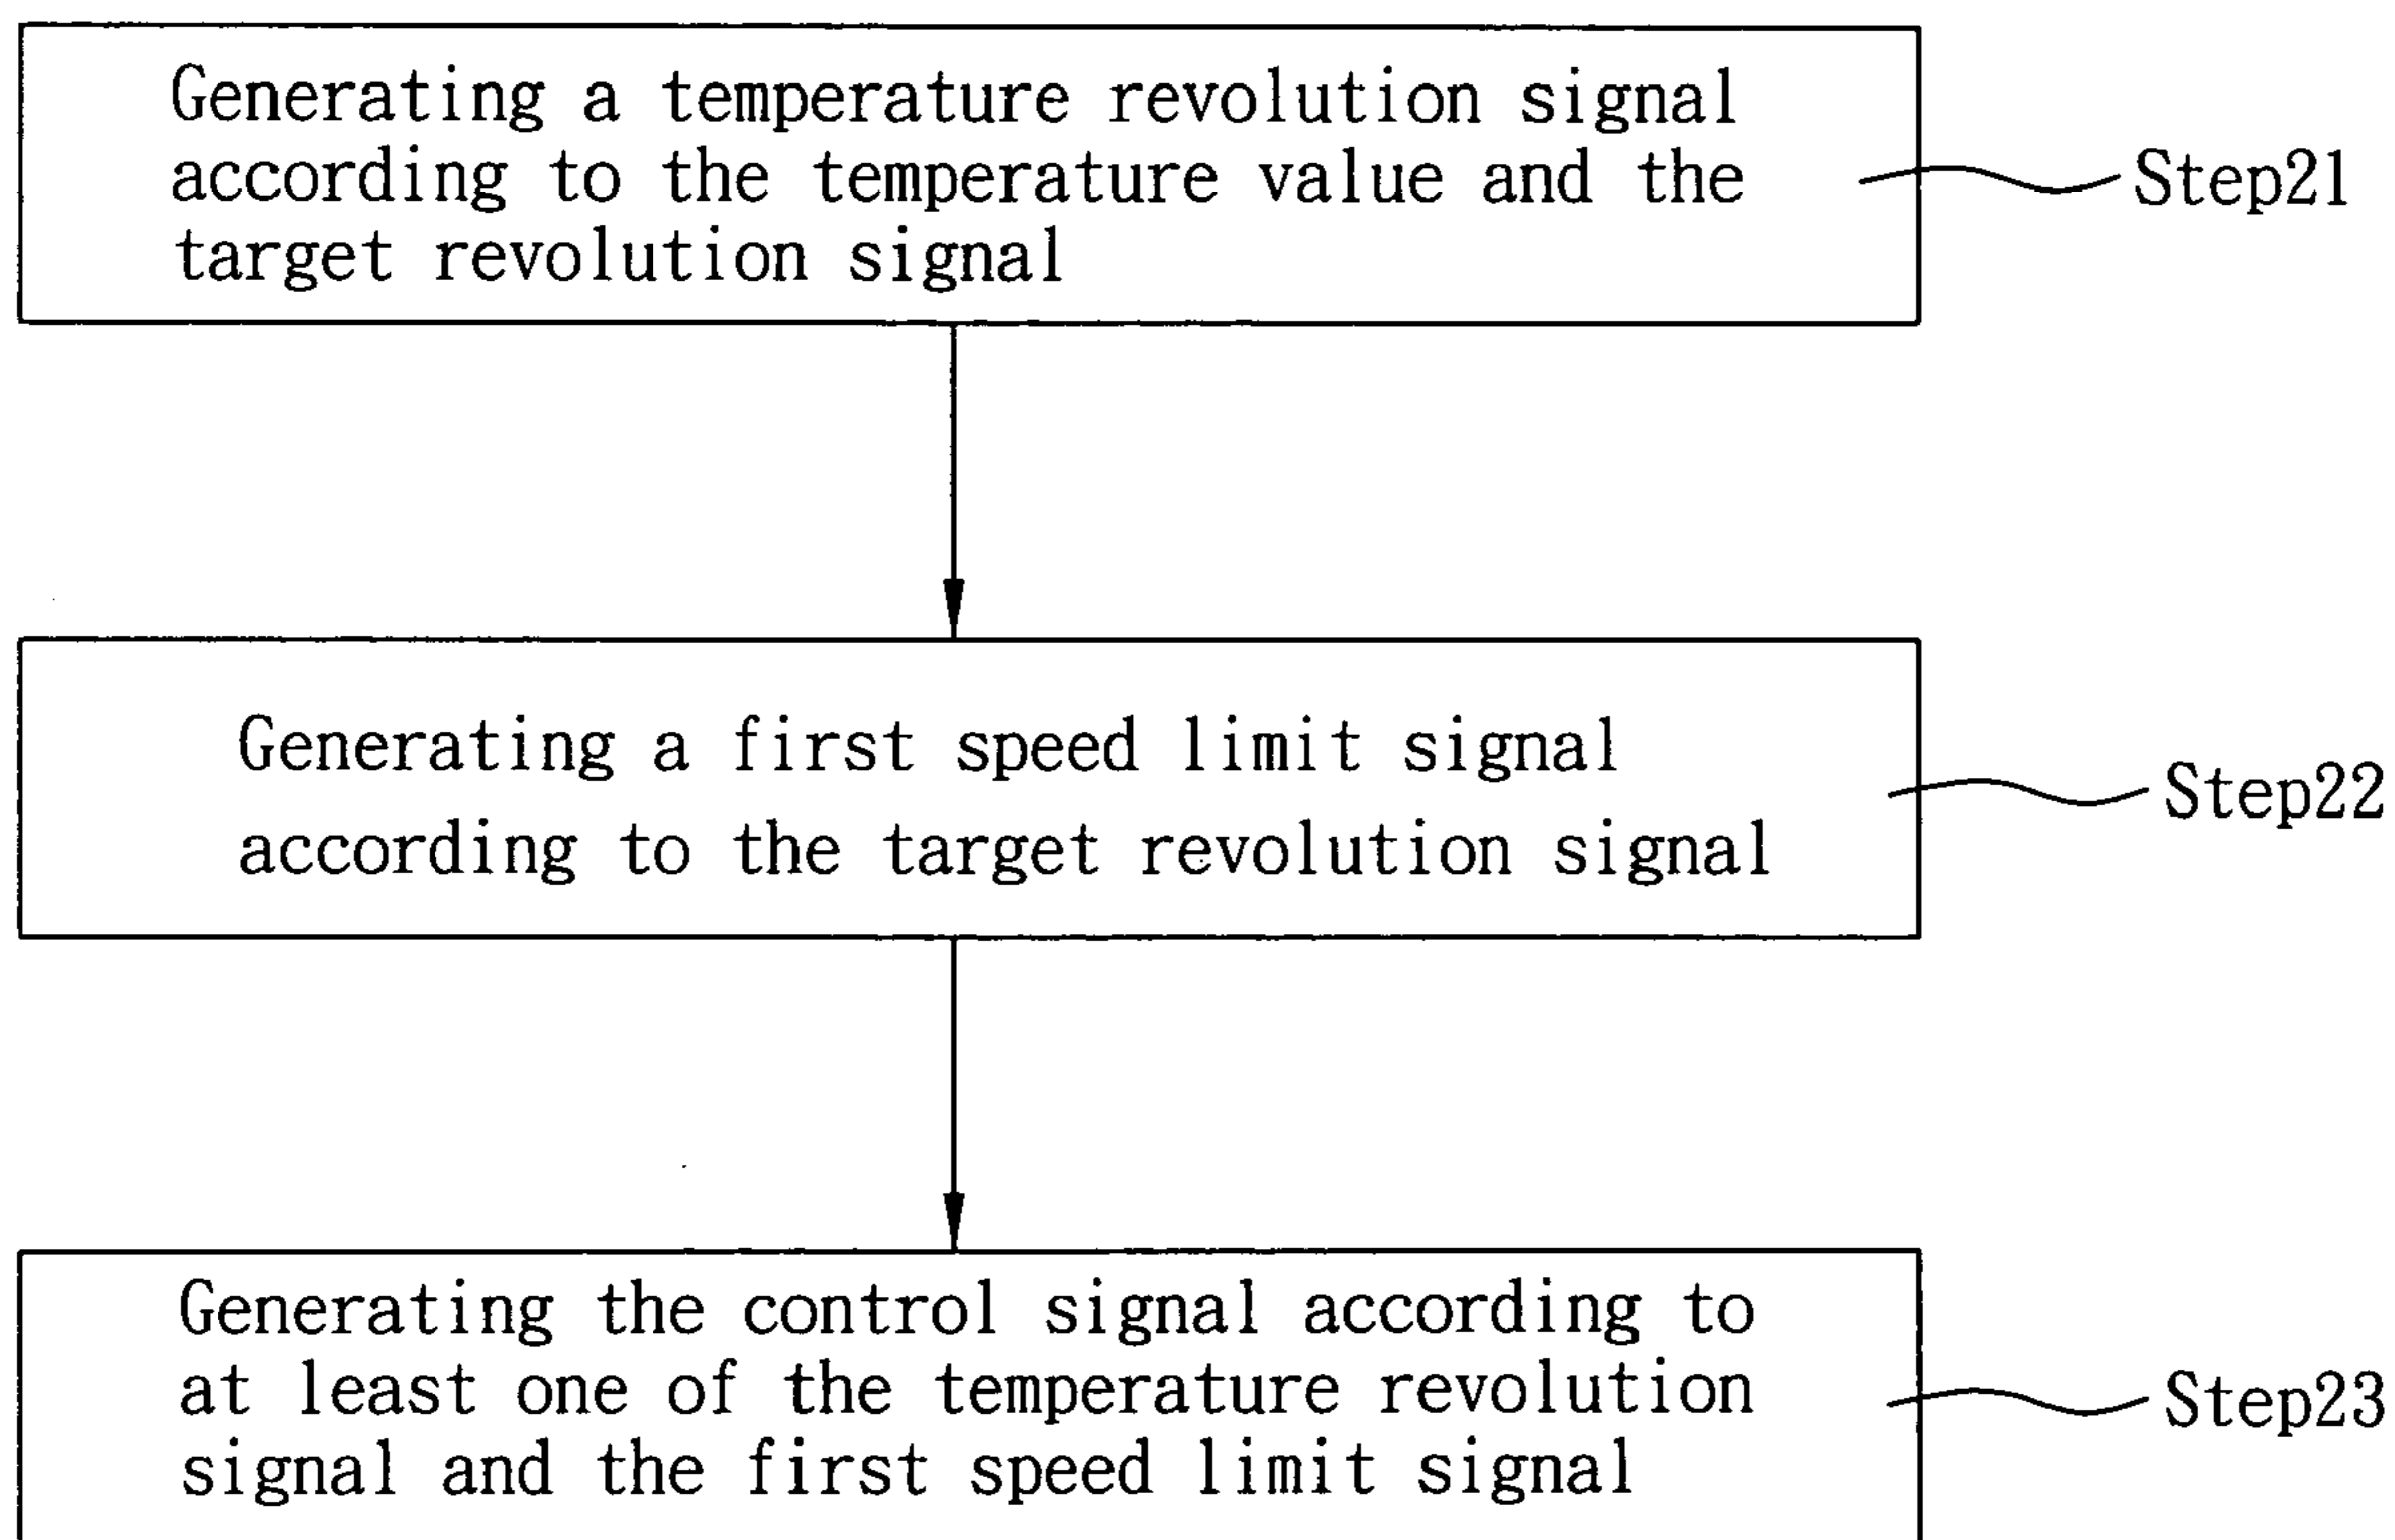 Generating a temperature revolution signal
according to the temperature value and the
target revolution signal
Step21
Generating a first speed limit signal
according to the target revolution signal
Step22
Generating the control signal according to
at least one of the temperature revolution
signal and the first speed limit signal
Step23